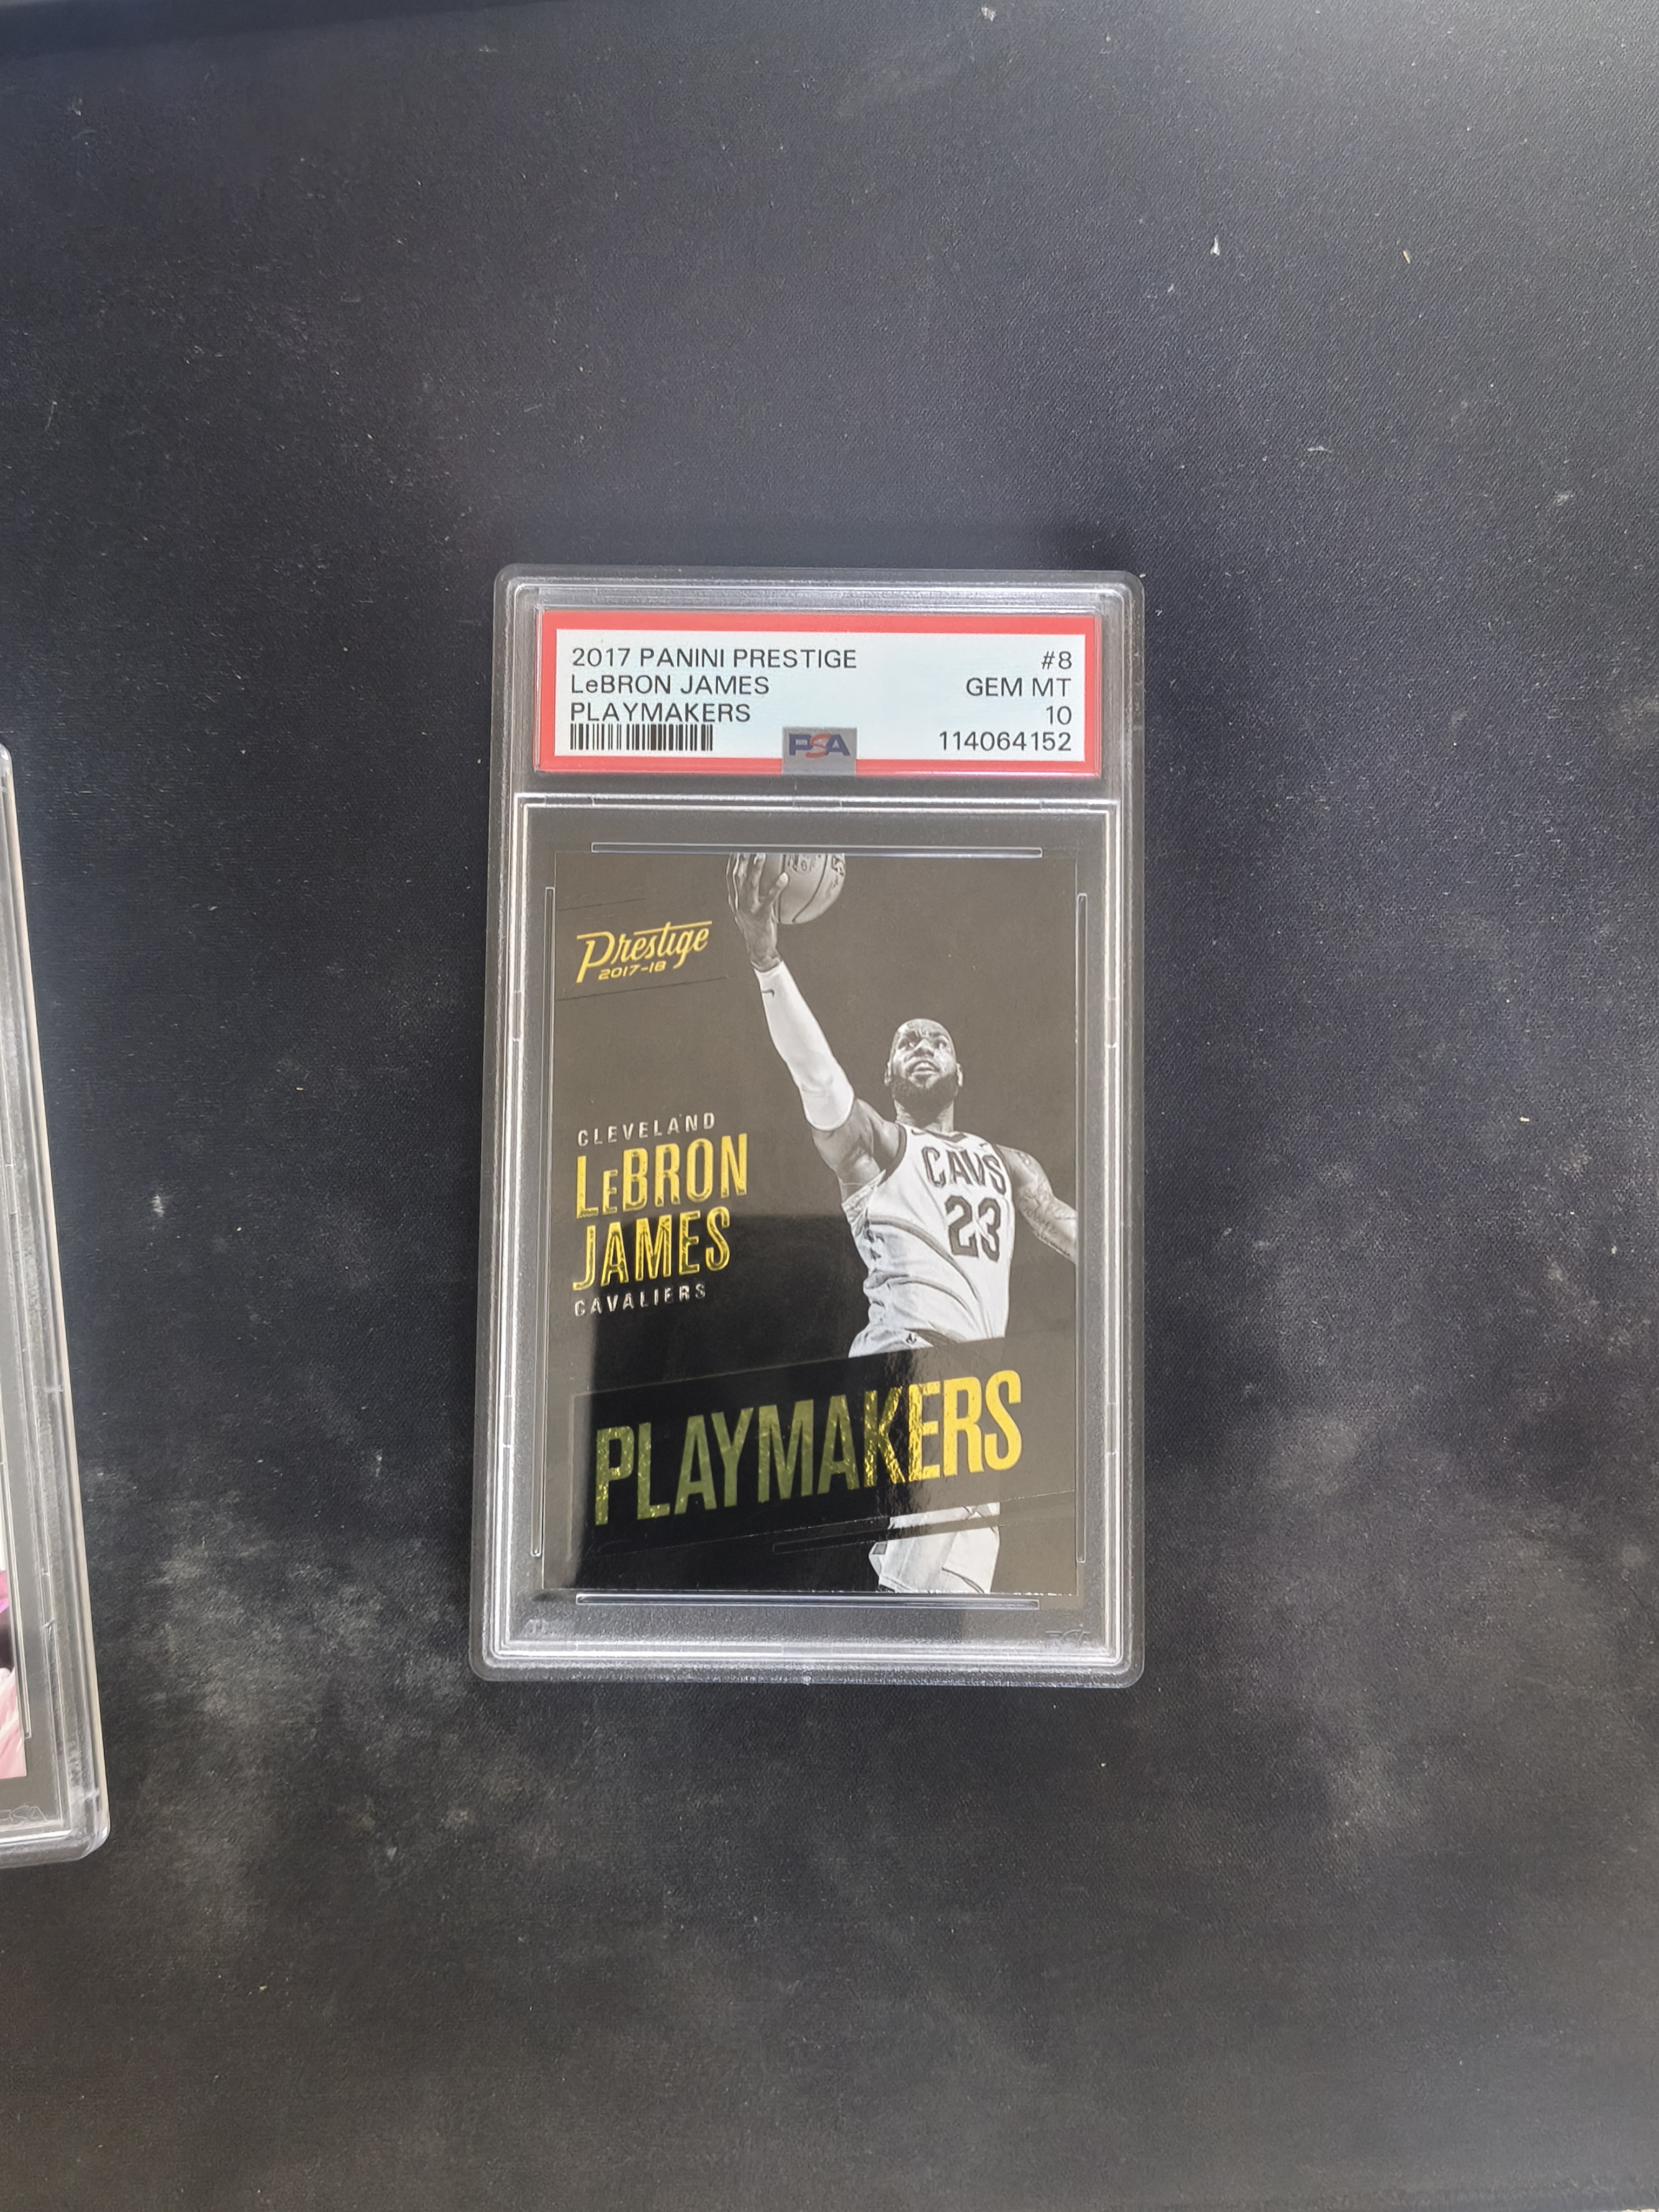 2017 PANINI PRESTIGE #8
LeBRON JAMES GEM MT
PLAYMAKERS 10
PSA 114064152
Prestige
2017-18
CLEVELAND
LeBRON
JAMES
CAVALIERS
CAVS
23
PLAYMAKERS
PSA